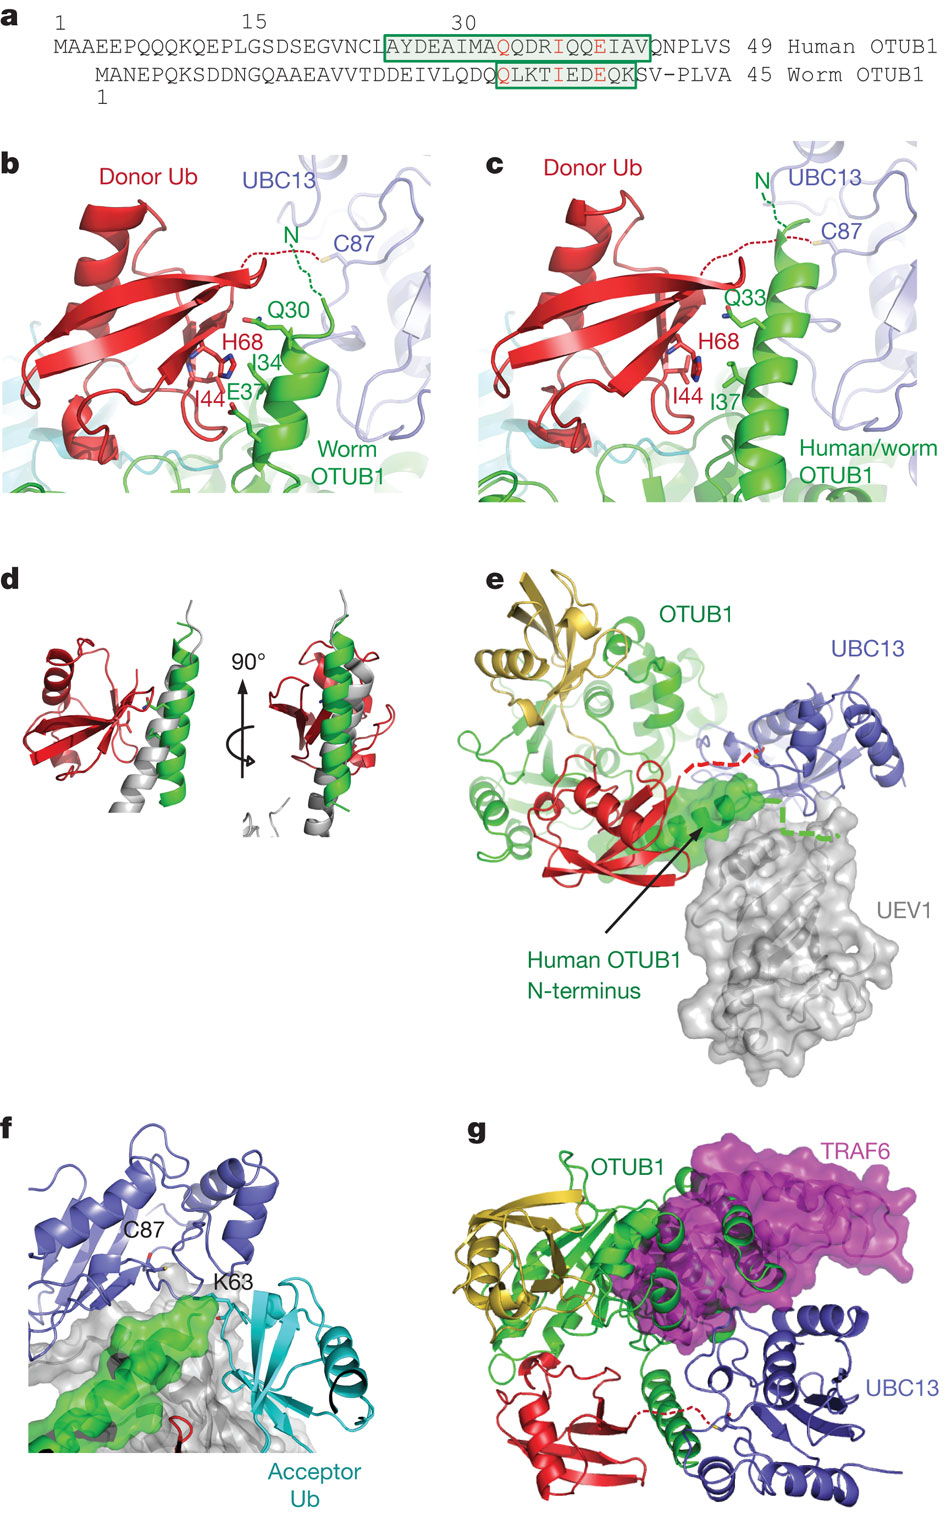 a
1 15 30
MAAEEPQQQKQEPLGSDSEGVNCLAYDEAIMAQQDRIQQEIAVQNPLVS 49 Human OTUB1
MANEPQKSDDNGQAAEAVVTDDEIVLQDQQLKTIEDEQKSV-PLVA 45 Worm OTUB1
1
b
Donor Ub
UBC13
N
C87
Q30
H68
I34
E37
I44
Worm
OTUB1
c
Donor Ub
N
UBC13
C87
Q33
H68
I44
I37
Human/worm
OTUB1
d
90°
e
OTUB1
UBC13
UEV1
Human OTUB1
N-terminus
f
C87
K63
Acceptor
Ub
g
OTUB1
TRAF6
UBC13